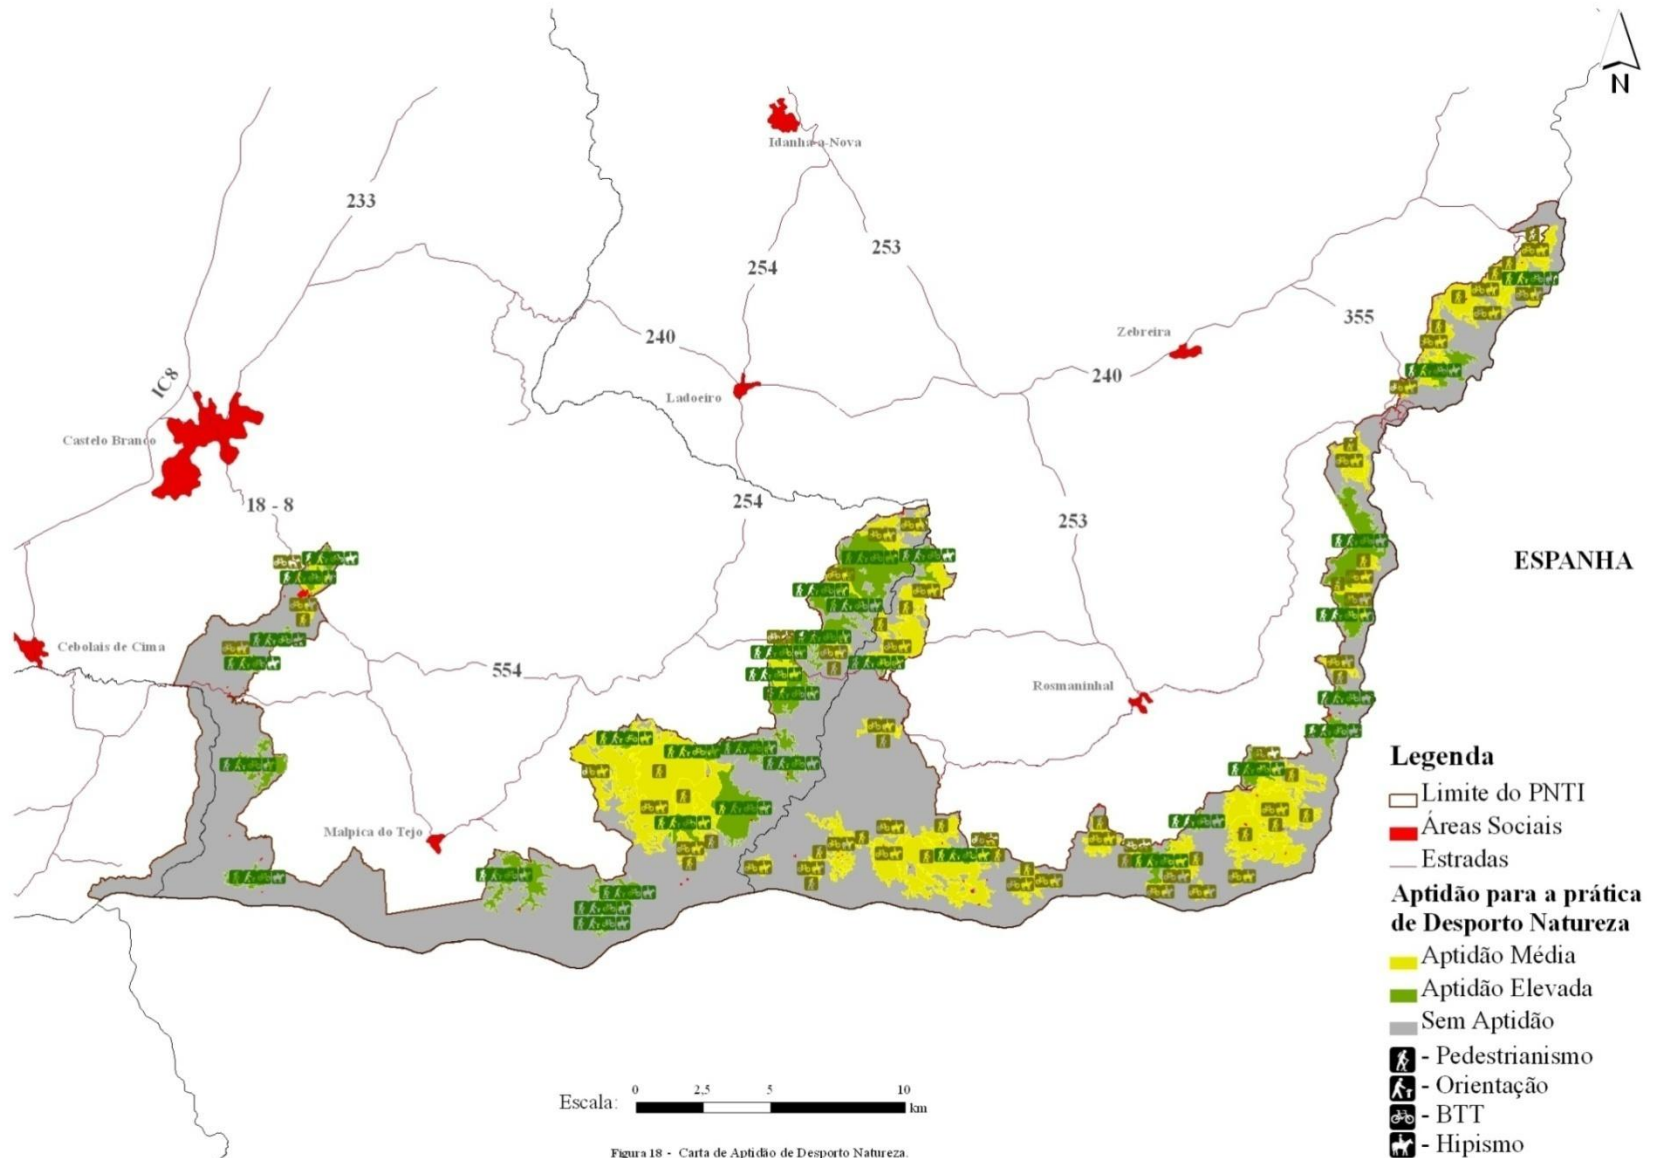 N
Idanha-a-Nova
233
253
254
355
Zebreira
240
240
IC8
Ladoeiro
Castelo Branco
254
18 - 8
253
ESPANHA
Cebolais de Cima
554
Rosmaninhal
Malpica do Tejo
Legenda
Limite do PNTI
Áreas Sociais
Estradas
Aptidão para a prática
de Desporto Natureza
Aptidão Média
Aptidão Elevada
Sem Aptidão
- Pedestrianismo
- Orientação
- BTT
- Hipismo
Escala:
0 2,5 5 10
km
Figura 18 - Carta de Aptidão de Desporto Natureza.